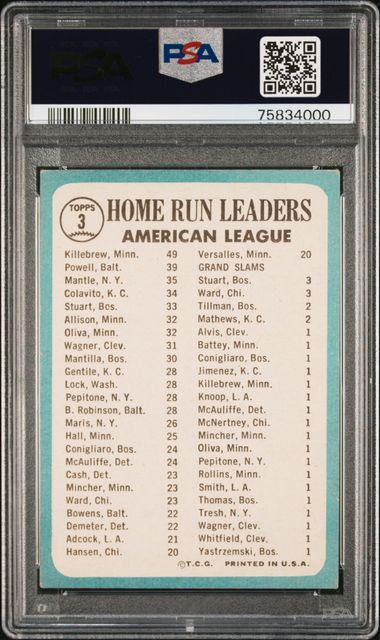 PSA
PSA
75834000
TOPPS
3
HOME RUN LEADERS
AMERICAN LEAGUE
Killebrew, Minn. 49
Powell, Balt. 39
Mantle, N. Y. 35
Colavito, K. C. 34
Stuart, Bos. 33
Allison, Minn. 32
Oliva, Minn. 32
Wagner, Clev. 31
Mantilla, Bos. 30
Gentile, K. C. 28
Lock, Wash. 28
Pepitone, N. Y. 28
B. Robinson, Balt. 28
Maris, N. Y. 26
Hall, Minn. 25
Conigliaro, Bos. 24
McAuliffe, Det. 24
Cash, Det. 23
Mincher, Minn. 23
Ward, Chi. 23
Bowens, Balt. 22
Demeter, Det. 22
Adcock, L. A. 21
Hansen, Chi. 20
Versalles, Minn. 20
GRAND SLAMS
Stuart, Bos. 3
Ward, Chi. 3
Tillman, Bos. 2
Mathews, K. C. 2
Alvis, Clev. 1
Battey, Minn. 1
Conigliaro, Bos. 1
Jimenez, K. C. 1
Killebrew, Minn. 1
Knoop, L. A. 1
McAuliffe, Det. 1
McNertney, Chi. 1
Mincher, Minn. 1
Oliva, Minn. 1
Pepitone, N. Y. 1
Rollins, Minn. 1
Smith, L. A. 1
Thomas, Bos. 1
Tresh, N. Y. 1
Wagner, Clev. 1
Whitfield, Clev. 1
Yastrzemski, Bos. 1
©T.C.G. PRINTED IN U.S.A.